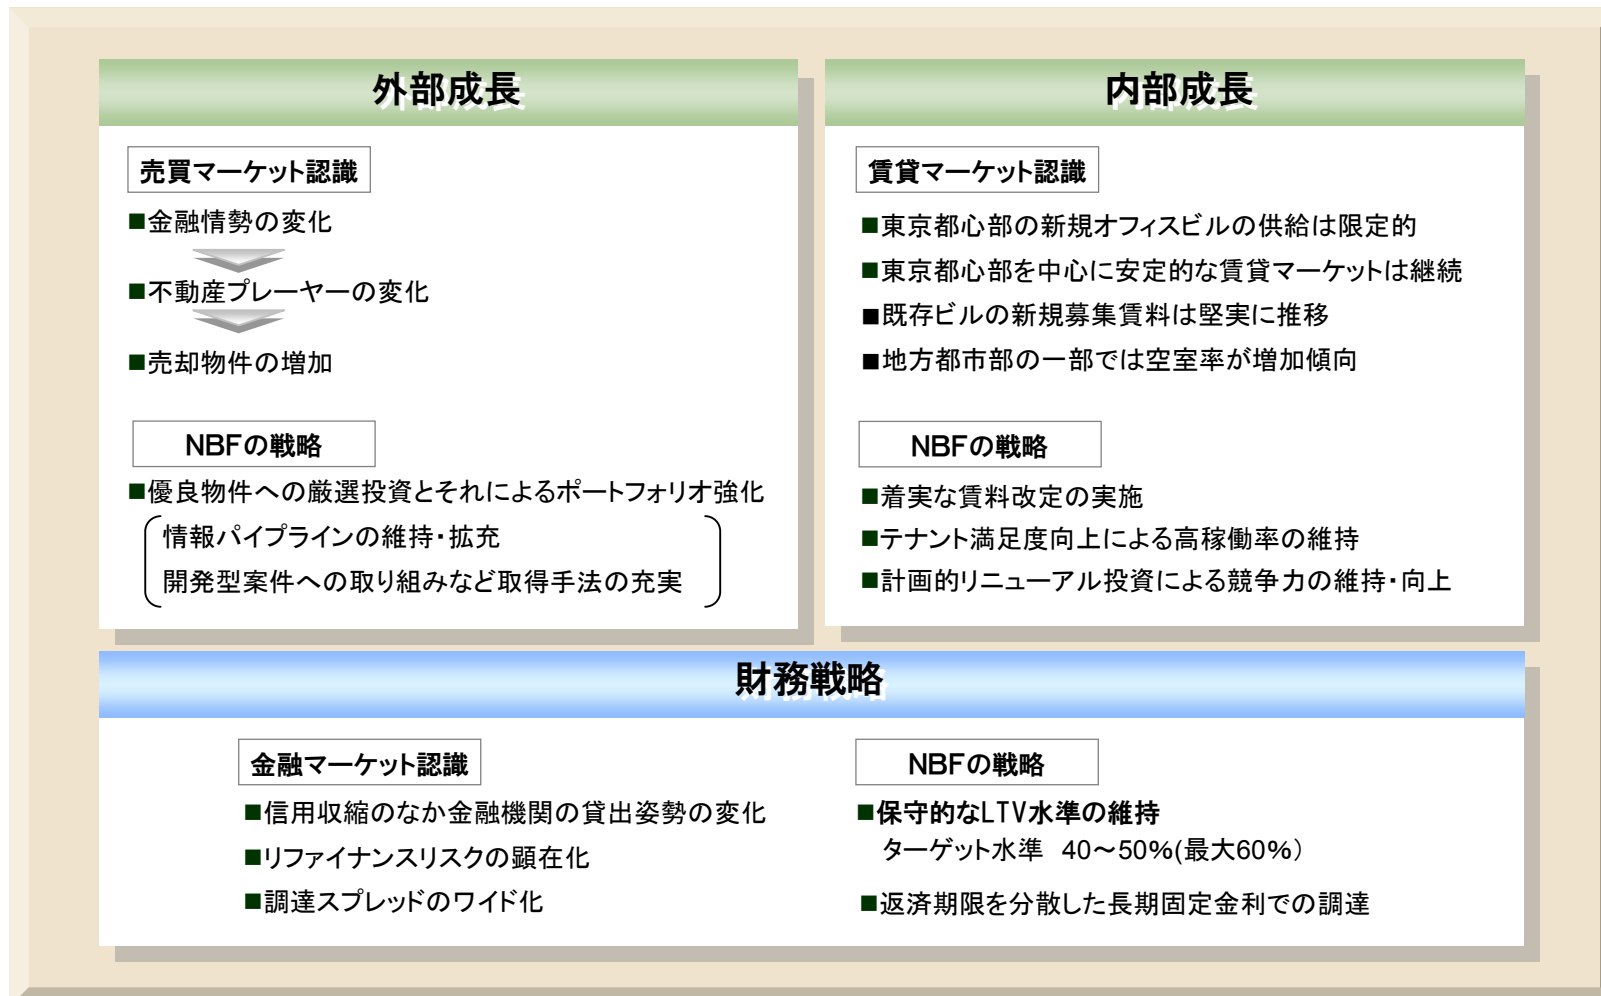 外部成長
売買マーケット認識
■金融情勢の変化
■不動産プレーヤーの変化
■売却物件の増加
NBFの戦略
■優良物件への厳選投資とそれによるポートフォリオ強化
情報パイプラインの維持・拡充
開発型案件への取り組みなど取得手法の充実
内部成長
賃貸マーケット認識
■東京都心部の新規オフィスビルの供給は限定的
■東京都心部を中心に安定的な賃貸マーケットは継続
■既存ビルの新規募集賃料は堅実に推移
■地方都市部の一部では空室率が増加傾向
NBFの戦略
■着実な賃料改定の実施
■テナント満足度向上による高稼働率の維持
■計画的リニューアル投資による競争力の維持・向上
財務戦略
金融マーケット認識
■信用収縮のなか金融機関の貸出姿勢の変化
■リファイナンスリスクの顕在化
■調達スプレッドのワイド化
NBFの戦略
■保守的なLTV水準の維持
ターゲット水準　40～50%(最大60%）
■返済期限を分散した長期固定金利での調達